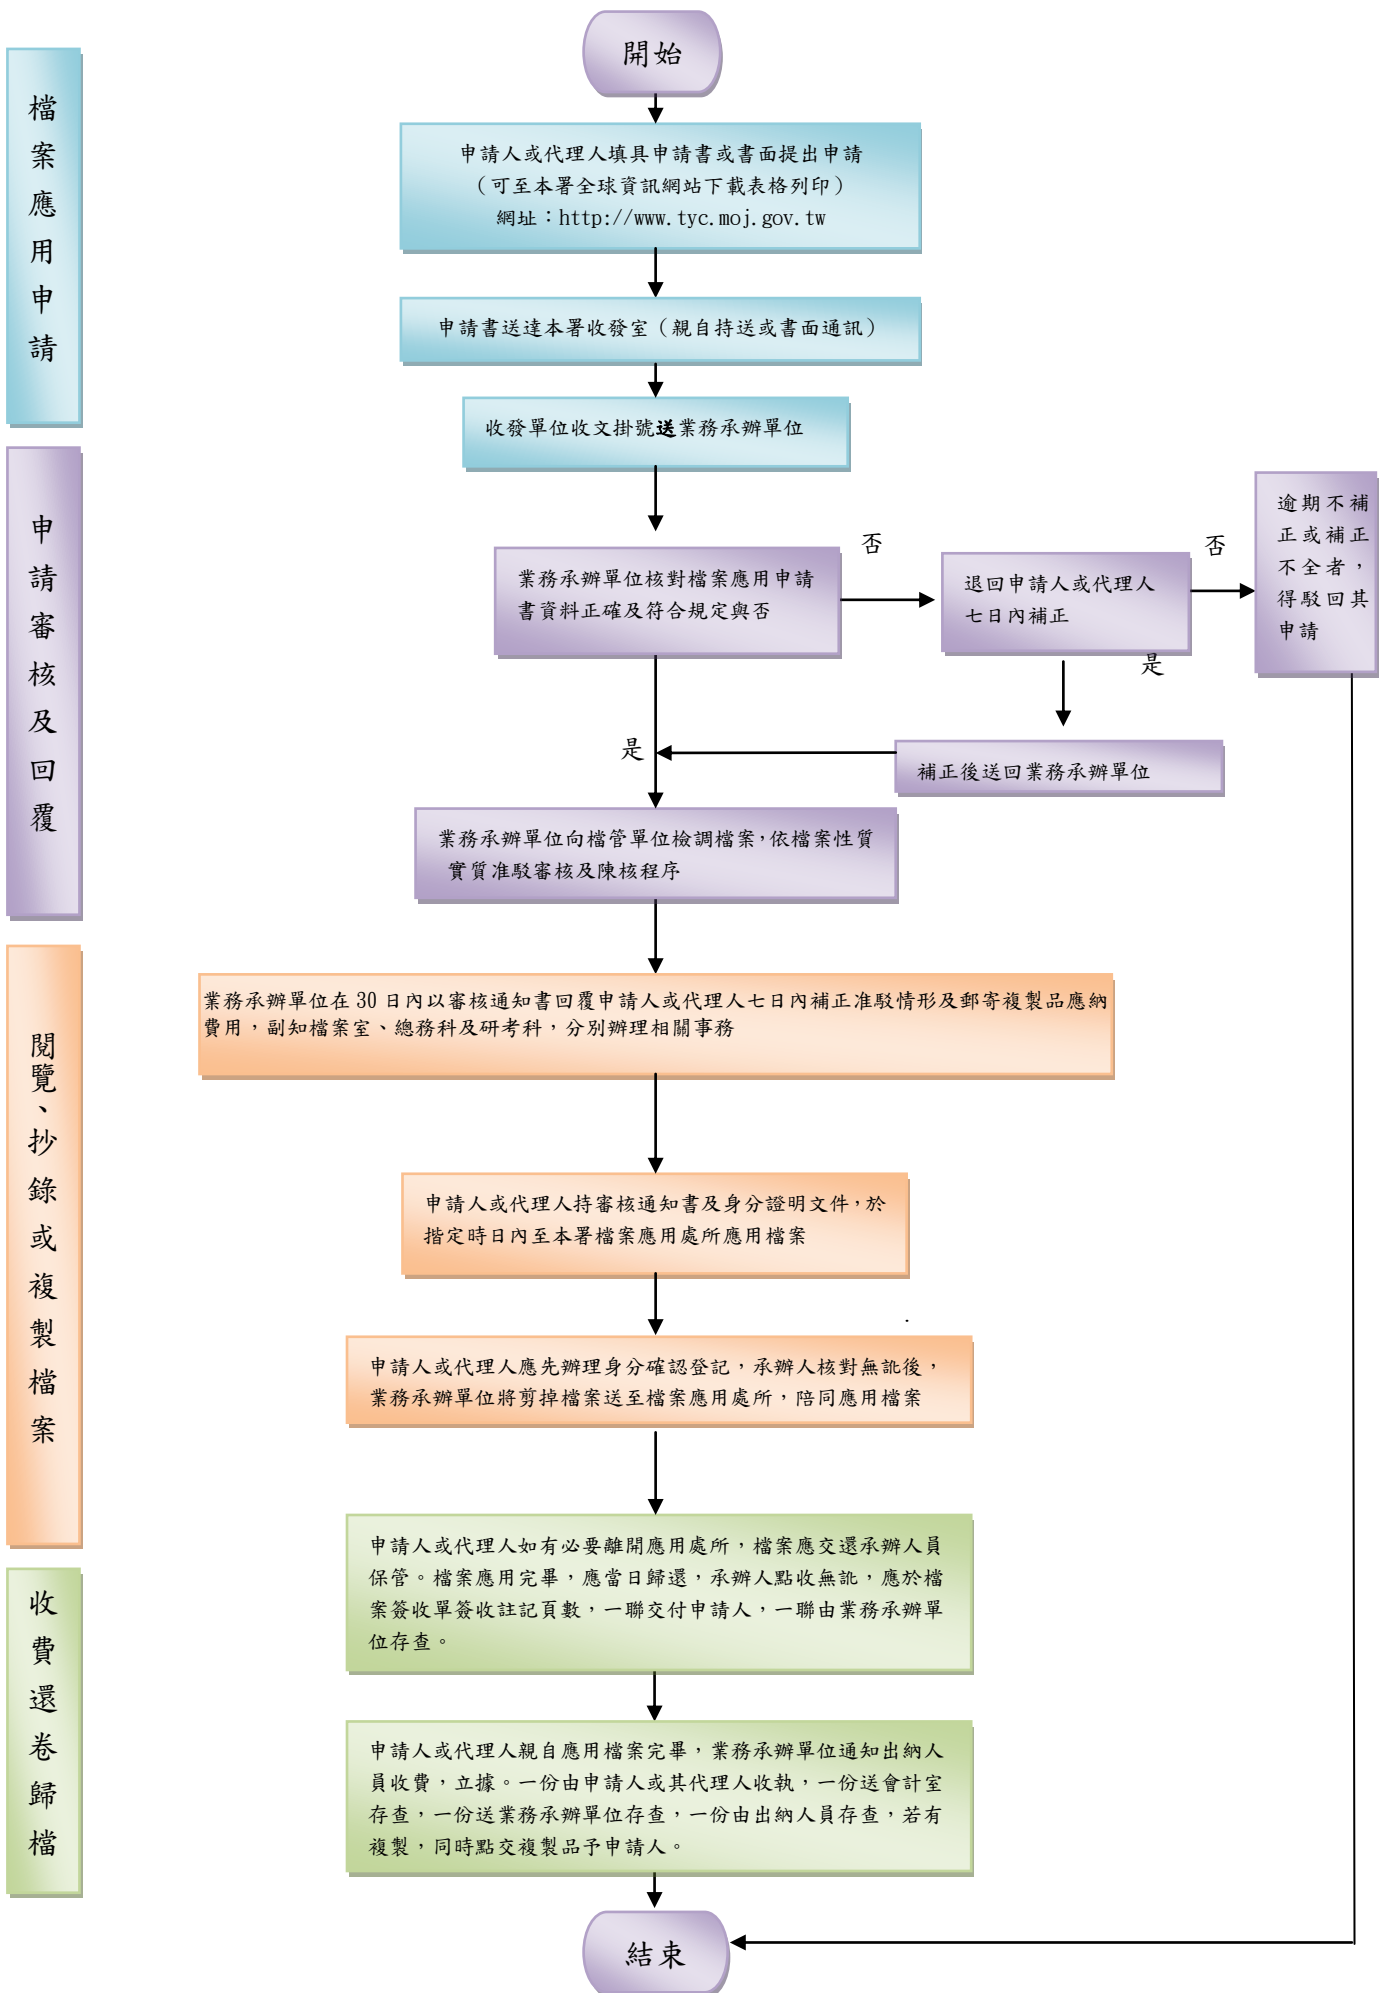 開始
檔案應用申請
申請人或代理人填具申請書或書面提出申請
（可至本署全球資訊網站下載表格列印）
網址：http://www.tyc.moj.gov.tw
申請書送達本署收發室（親自持送或書面通訊）
收發單位收文掛號送業務承辦單位
申請審核及回覆
業務承辦單位核對檔案應用申請
書資料正確及符合規定與否
否
退回申請人或代理人
七日內補正
否
逾期不補
正或補正
不全者，
得駁回其
申請
是
補正後送回業務承辦單位
是
業務承辦單位向檔管單位檢調檔案，依檔案性質
實質准駁審核及陳核程序
閱覽、抄錄或複製檔案
業務承辦單位在 30 日內以審核通知書回覆申請人或代理人七日內補正准駁情形及郵寄複製品應納
費用，副知檔案室、總務科及研考科，分別辦理相關事務
申請人或代理人持審核通知書及身分證明文件，於
揩定時日內至本署檔案應用處所應用檔案
申請人或代理人應先辦理身分確認登記，承辦人核對無訛後，
業務承辦單位將剪掉檔案送至檔案應用處所，陪同應用檔案
收費還卷歸檔
申請人或代理人如有必要離開應用處所，檔案應交還承辦人員
保管。檔案應用完畢，應當日歸還，承辦人點收無訛，應於檔
案簽收單簽收註記頁數，一聯交付申請人，一聯由業務承辦單
位存查。
申請人或代理人親自應用檔案完畢，業務承辦單位通知出納人
員收費，立據。一份由申請人或其代理人收執，一份送會計室
存查，一份送業務承辦單位存查，一份由出納人員存查，若有
複製，同時點交複製品予申請人。
結束